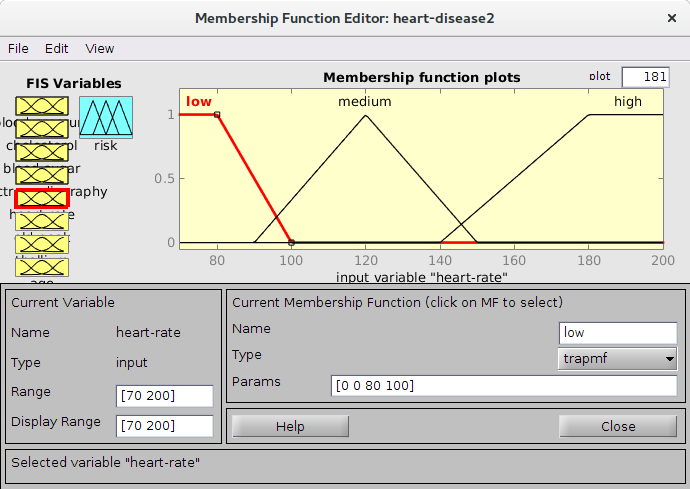 Membership Function Editor: heart-disease2
File Edit View
FIS Variables
risk
Membership function plots
plot 181
low medium high
1
0.5
0
80 100 120 140 160 180 200
input variable "heart-rate"
Current Variable
Name heart-rate
Type input
Range [70 200]
Display Range [70 200]
Current Membership Function (click on MF to select)
Name low
Type trapmf
Params [0 0 80 100]
Help Close
Selected variable "heart-rate"